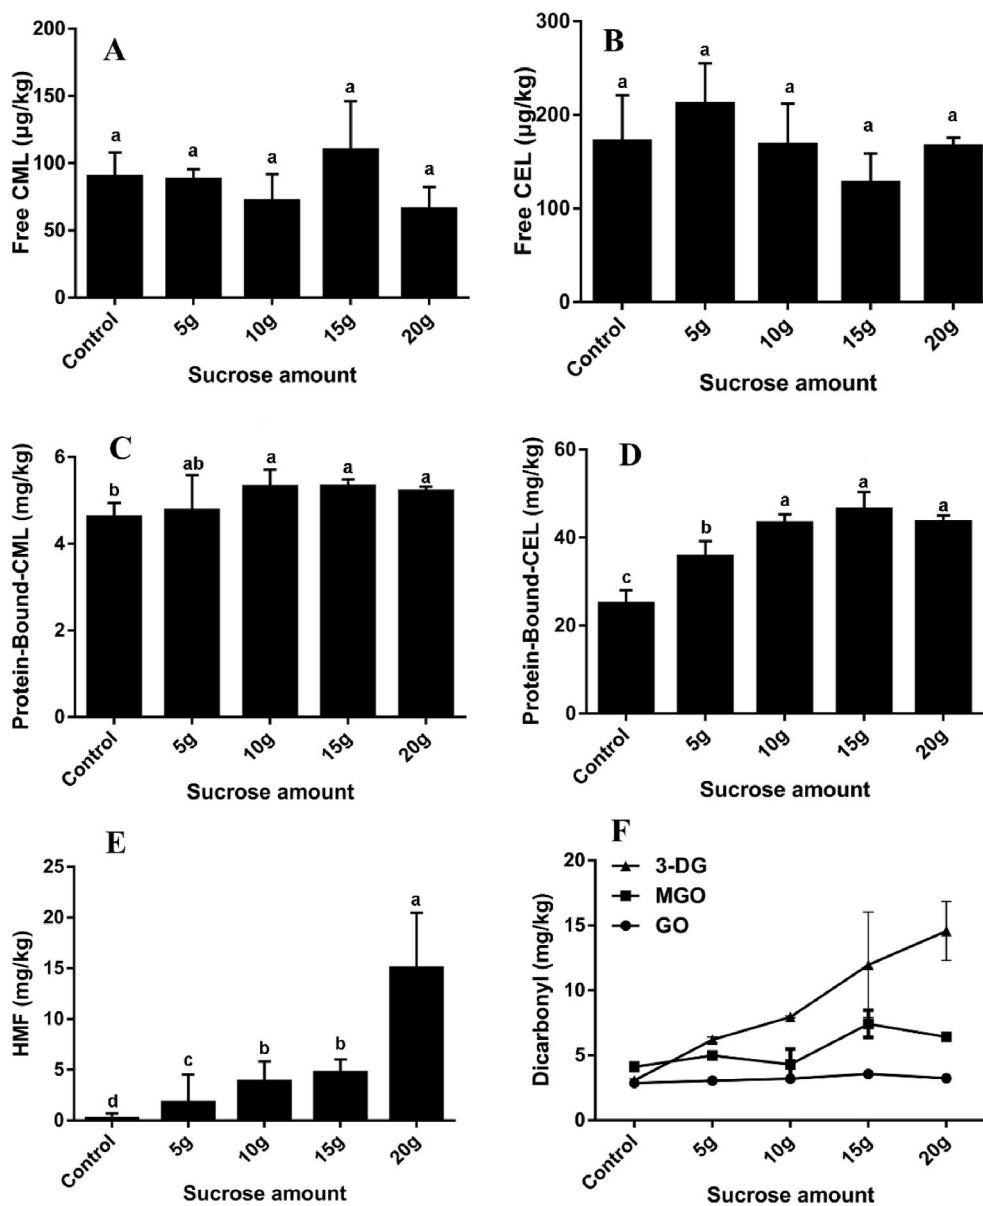 A
Free CML (µg/kg)
200
150
100
50
0
a
a
a
a
a
Control
5g
10g
15g
20g
Sucrose amount
B
Free CEL (µg/kg)
300
200
100
0
a
a
a
a
a
Control
5g
10g
15g
20g
Sucrose amount
C
Protein-Bound-CML (mg/kg)
6
4
2
0
b
ab
a
a
a
Control
5g
10g
15g
20g
Sucrose amount
D
Protein-Bound-CEL (mg/kg)
60
40
20
0
c
b
a
a
a
Control
5g
10g
15g
20g
Sucrose amount
E
HMF (mg/kg)
25
20
15
10
5
0
d
c
b
b
a
Control
5g
10g
15g
20g
Sucrose amount
F
Dicarbonyl (mg/kg)
20
15
10
5
0
3-DG
MGO
GO
Control
5g
10g
15g
20g
Sucrose amount